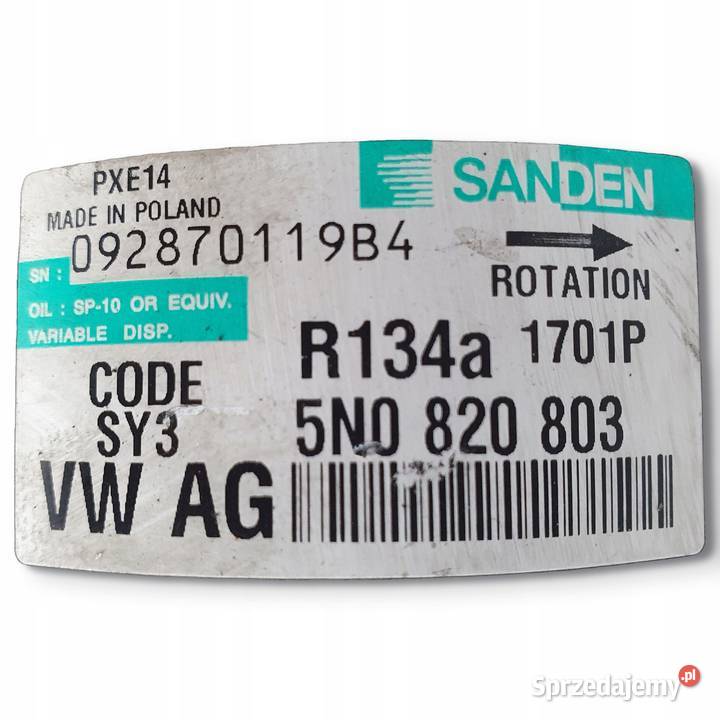 PXE14
SANDEN
MADE IN POLAND
SN : 092870119B4
ROTATION
OIL : SP-10 OR EQUIV.
VARIABLE DISP.
R134a 1701P
CODE
SY3
5N0 820 803
VW AG
Sprzedajemy.pl